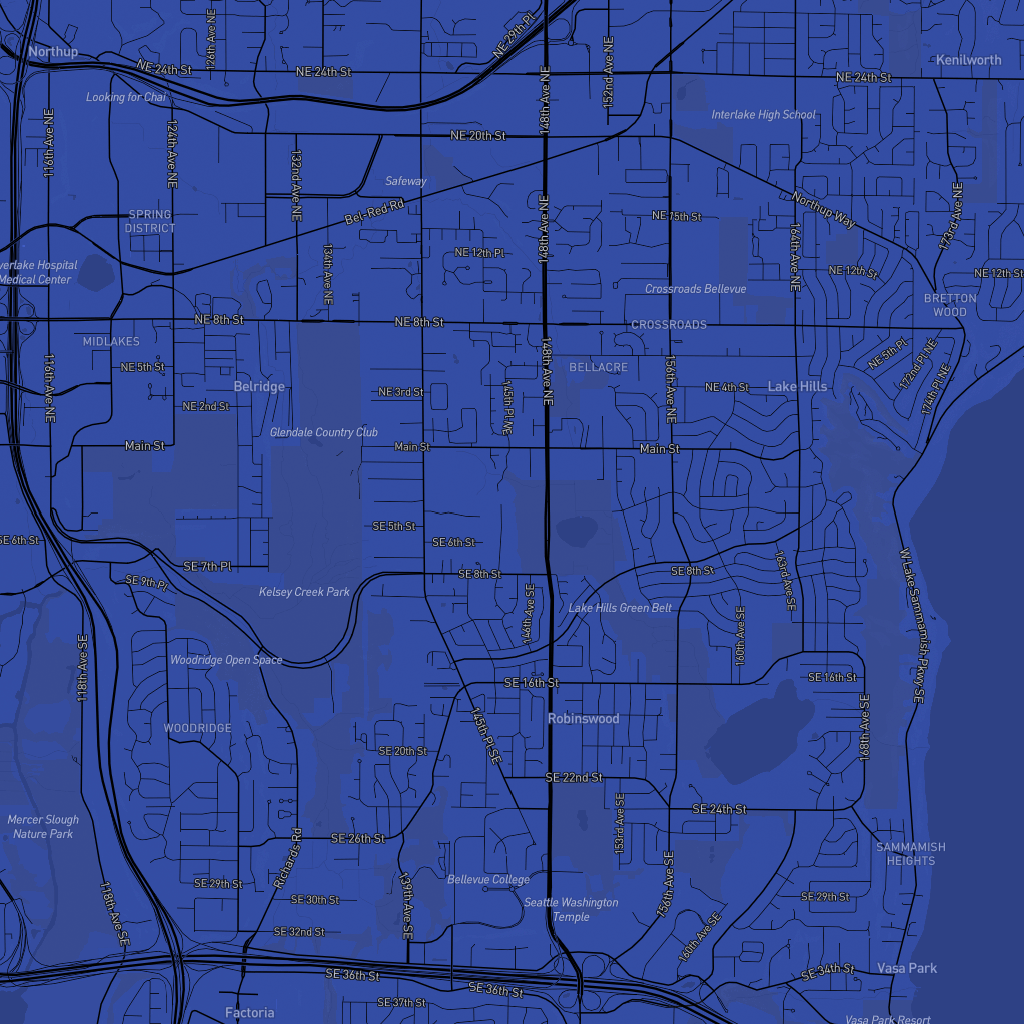 NE 29th Pl
126th Ave NE
Northup
NE 24th St
NE 24th St
NE 24th St
Kenilworth
152nd Ave NE
148th Ave NE
Looking for Chai
Interlake High School
116th Ave NE
124th Ave NE
NE 20th St
132nd Ave NE
Safeway
Bel-Red Rd
SPRING
DISTRICT
148th Ave NE
NE 15th St
Northup Way
173rd Ave NE
134th Ave NE
NE 12th Pl
164th Ave NE
NE 12th St
NE 12th St
verlake Hospital
Medical Center
Crossroads Bellevue
BRETTON
WOOD
NE 8th St
NE 8th St
CROSSROADS
MIDLAKES
NE 5th St
116th Ave NE
148th Ave NE
BELLACRE
156th Ave NE
NE 5th Pl
172nd Pl NE
174th Pl NE
Belridge
NE 3rd St
145th Pl NE
NE 4th St
Lake Hills
NE 2nd St
Glendale Country Club
Main St
Main St
Main St
SE 5th St
SE 6th St
SE 6th St
SE 7th Pl
SE 8th St
SE 8th St
163rd Ave SE
SE 9th Pl
Kelsey Creek Park
146th Ave SE
Lake Hills Green Belt
W Lake Sammamish Pkwy SE
160th Ave SE
118th Ave SE
Woodridge Open Space
SE 16th St
SE 16th St
WOODRIDGE
145th Pl SE
Robinswood
168th Ave SE
SE 20th St
SE 22nd St
153rd Ave SE
SE 24th St
Mercer Slough
Nature Park
Richards Rd
SE 26th St
SAMMAMISH
HEIGHTS
SE 29th St
139th Ave SE
Bellevue College
156th Ave SE
SE 29th St
118th Ave SE
SE 30th St
Seattle Washington
Temple
160th Ave SE
SE 32nd St
SE 36th St
SE 36th St
SE 34th St
Vasa Park
SE 37th St
Factoria
Vasa Park Resort